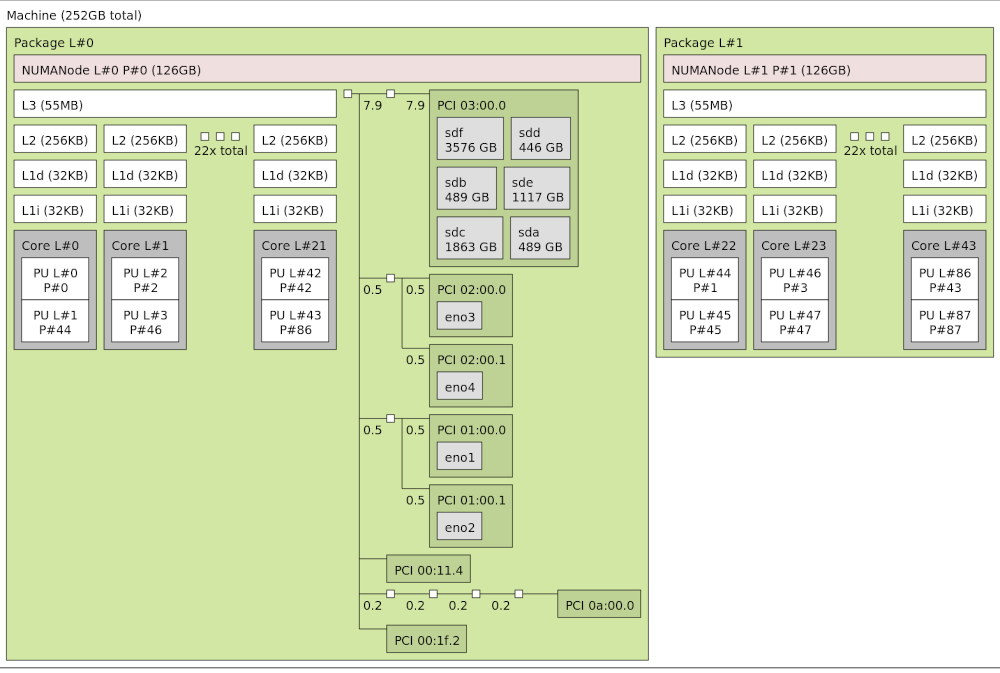 Machine (252GB total)
Package L#0
NUMANode L#0 P#0 (126GB)
L3 (55MB)
L2 (256KB) L2 (256KB) 22x total L2 (256KB)
L1d (32KB) L1d (32KB) L1d (32KB)
L1i (32KB) L1i (32KB) L1i (32KB)
Core L#0
PU L#0
P#0
PU L#1
P#44
Core L#1
PU L#2
P#2
PU L#3
P#46
Core L#21
PU L#42
P#42
PU L#43
P#86
7.9 7.9 PCI 03:00.0
sdf
3576 GB
sdd
446 GB
sdb
489 GB
sde
1117 GB
sdc
1863 GB
sda
489 GB
0.5 0.5 PCI 02:00.0
eno3
0.5 PCI 02:00.1
eno4
0.5 0.5 PCI 01:00.0
eno1
0.5 PCI 01:00.1
eno2
PCI 00:11.4
0.2 0.2 0.2 0.2 PCI 0a:00.0
PCI 00:1f.2
Package L#1
NUMANode L#1 P#1 (126GB)
L3 (55MB)
L2 (256KB) L2 (256KB) 22x total L2 (256KB)
L1d (32KB) L1d (32KB) L1d (32KB)
L1i (32KB) L1i (32KB) L1i (32KB)
Core L#22
PU L#44
P#1
PU L#45
P#45
Core L#23
PU L#46
P#3
PU L#47
P#47
Core L#43
PU L#86
P#43
PU L#87
P#87